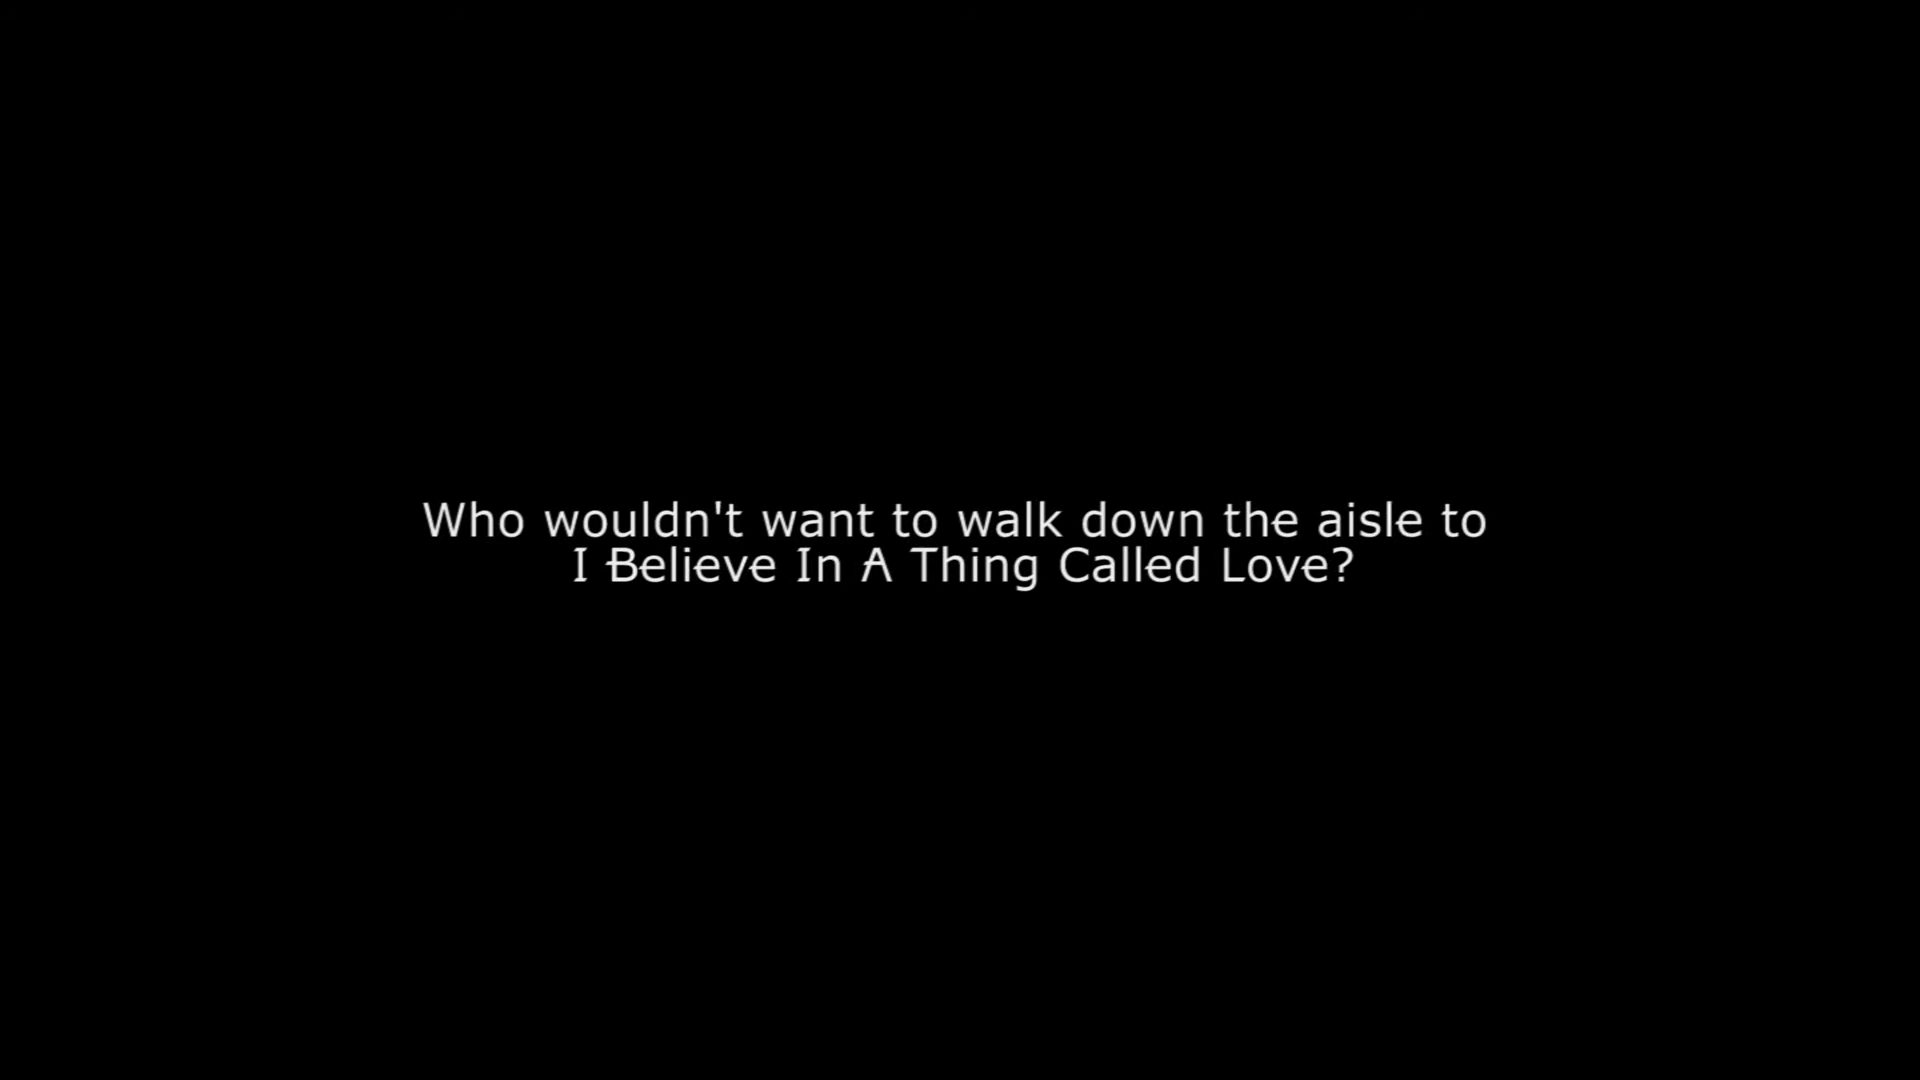 Who wouldn't want to walk down the aisle to
I Believe In A Thing Called Love?